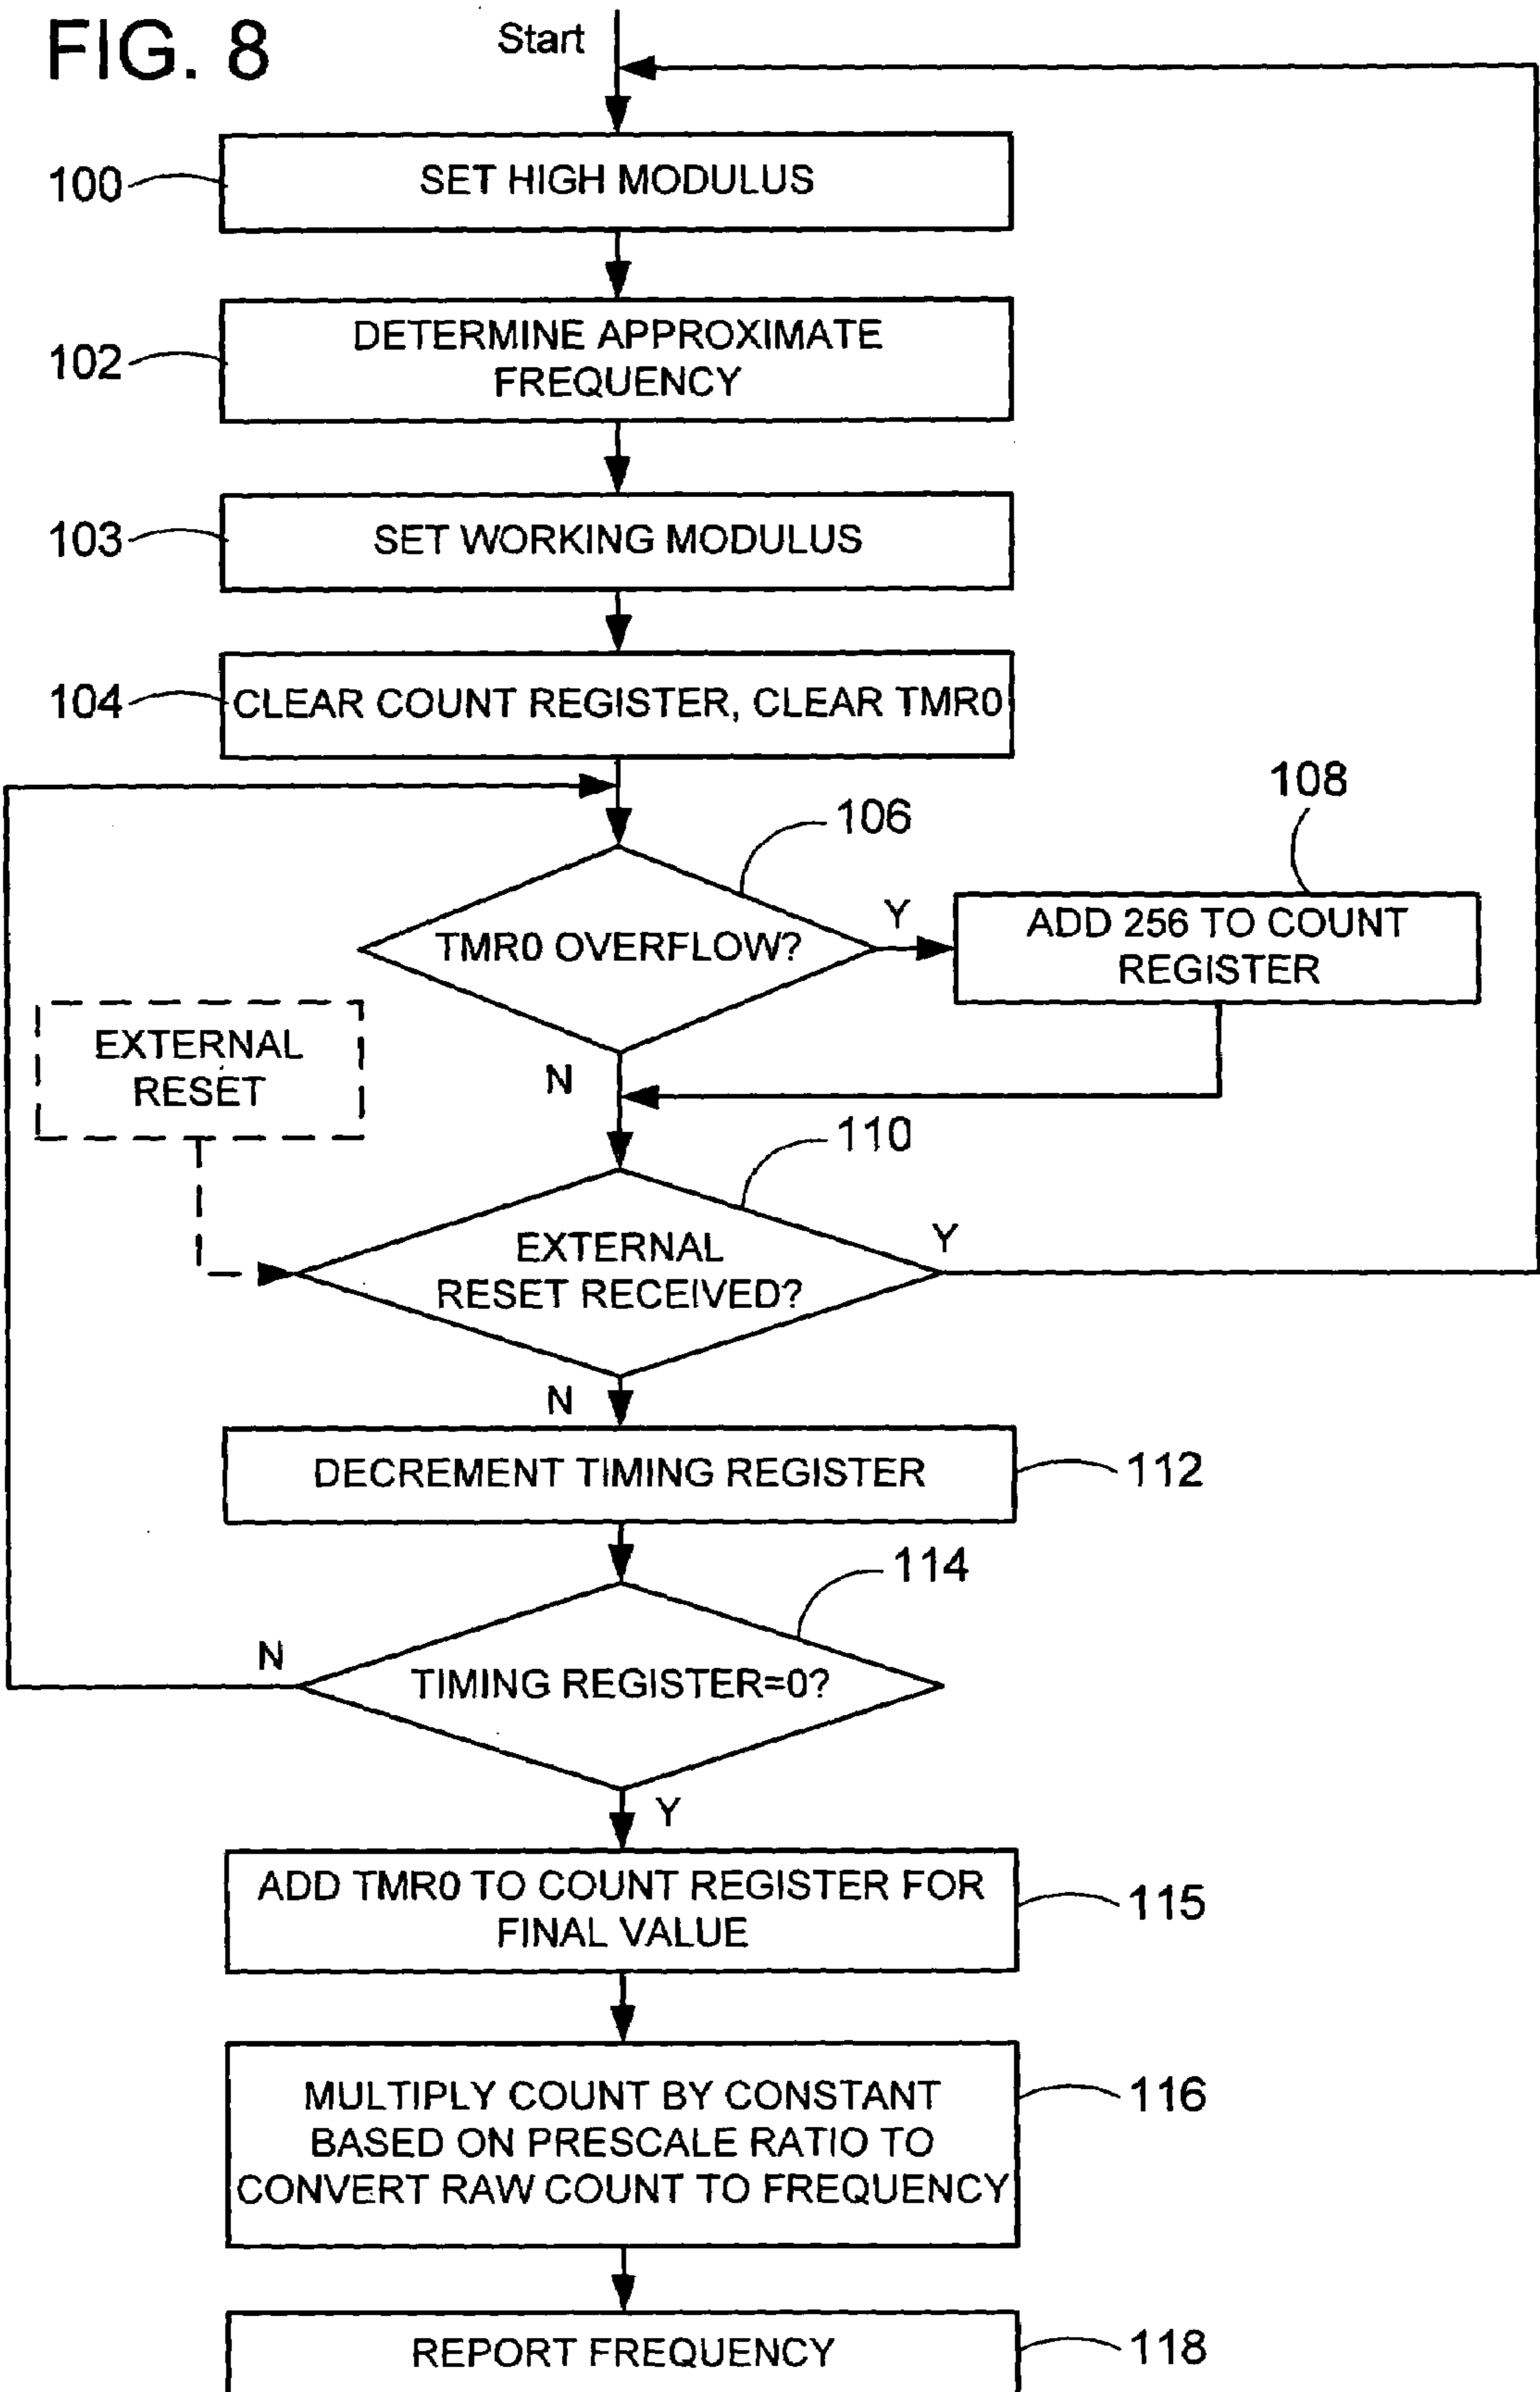 FIG. 8
Start
100
SET HIGH MODULUS
102
DETERMINE APPROXIMATE
FREQUENCY
103
SET WORKING MODULUS
104
CLEAR COUNT REGISTER, CLEAR TMR0
106
108
TMR0 OVERFLOW?
Y
ADD 256 TO COUNT
REGISTER
N
EXTERNAL
RESET
110
EXTERNAL
RESET RECEIVED?
Y
N
DECREMENT TIMING REGISTER
112
114
N
TIMING REGISTER=0?
Y
ADD TMR0 TO COUNT REGISTER FOR
FINAL VALUE
115
MULTIPLY COUNT BY CONSTANT
BASED ON PRESCALE RATIO TO
CONVERT RAW COUNT TO FREQUENCY
116
REPORT FREQUENCY
118